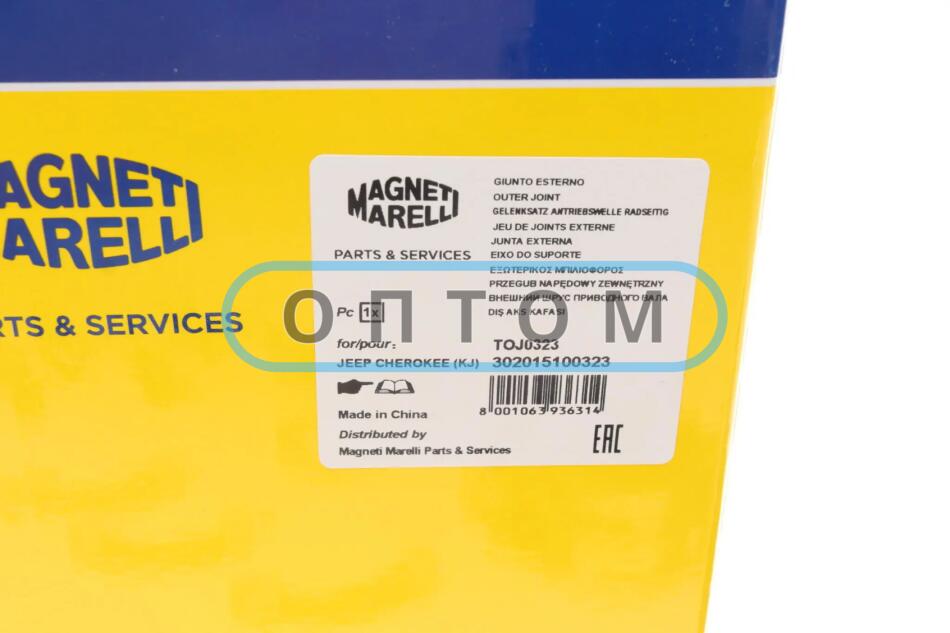 AGNETI
MARELLI
RTS & SERVICES
MAGNETI
MARELLI
PARTS & SERVICES
Pc 1x
for/pour:
JEEP CHEROKEE (KJ)
Made in China
Distributed by
Magneti Marelli Parts & Services
GIUNTO ESTERNO
OUTER JOINT
GELENKSATZ ANTRIEBSWELLE RADSEITIG
JEU DE JOINTS EXTERNE
JUNTA EXTERNA
EIXO DO SUPORTE
ΕΞΩΤΕΡΙΚΟΣ ΜΠΙΛΙΟΦΟΡΟΣ
PRZEGUB NAPĘDOWY ZEWNĘTRZNY
ВНЕШНИЙ ШРУС ПРИВОДНОГО ВАЛА
DIŞ AKS KAFASI
TOJ0323
302015100323
8 001063 936314
EAC
ОПТОМ